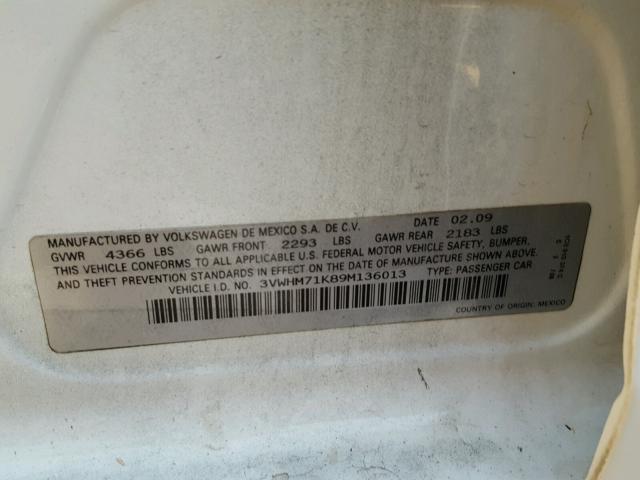 MANUFACTURED BY VOLKSWAGEN DE MEXICO S.A. DE C.V. DATE 02.09
GVWR 4366 LBS GAWR FRONT 2293 LBS GAWR REAR 2183 LBS
THIS VEHICLE CONFORMS TO ALL APPLICABLE U.S. FEDERAL MOTOR VEHICLE SAFETY, BUMPER,
AND THEFT PREVENTION STANDARDS IN EFFECT ON THE DATE OF MANUFACTURE SHOWN ABOVE.
VEHICLE I.D. NO. 3VWHM71K89M136013 TYPE: PASSENGER CAR
COUNTRY OF ORIGIN: MEXICO